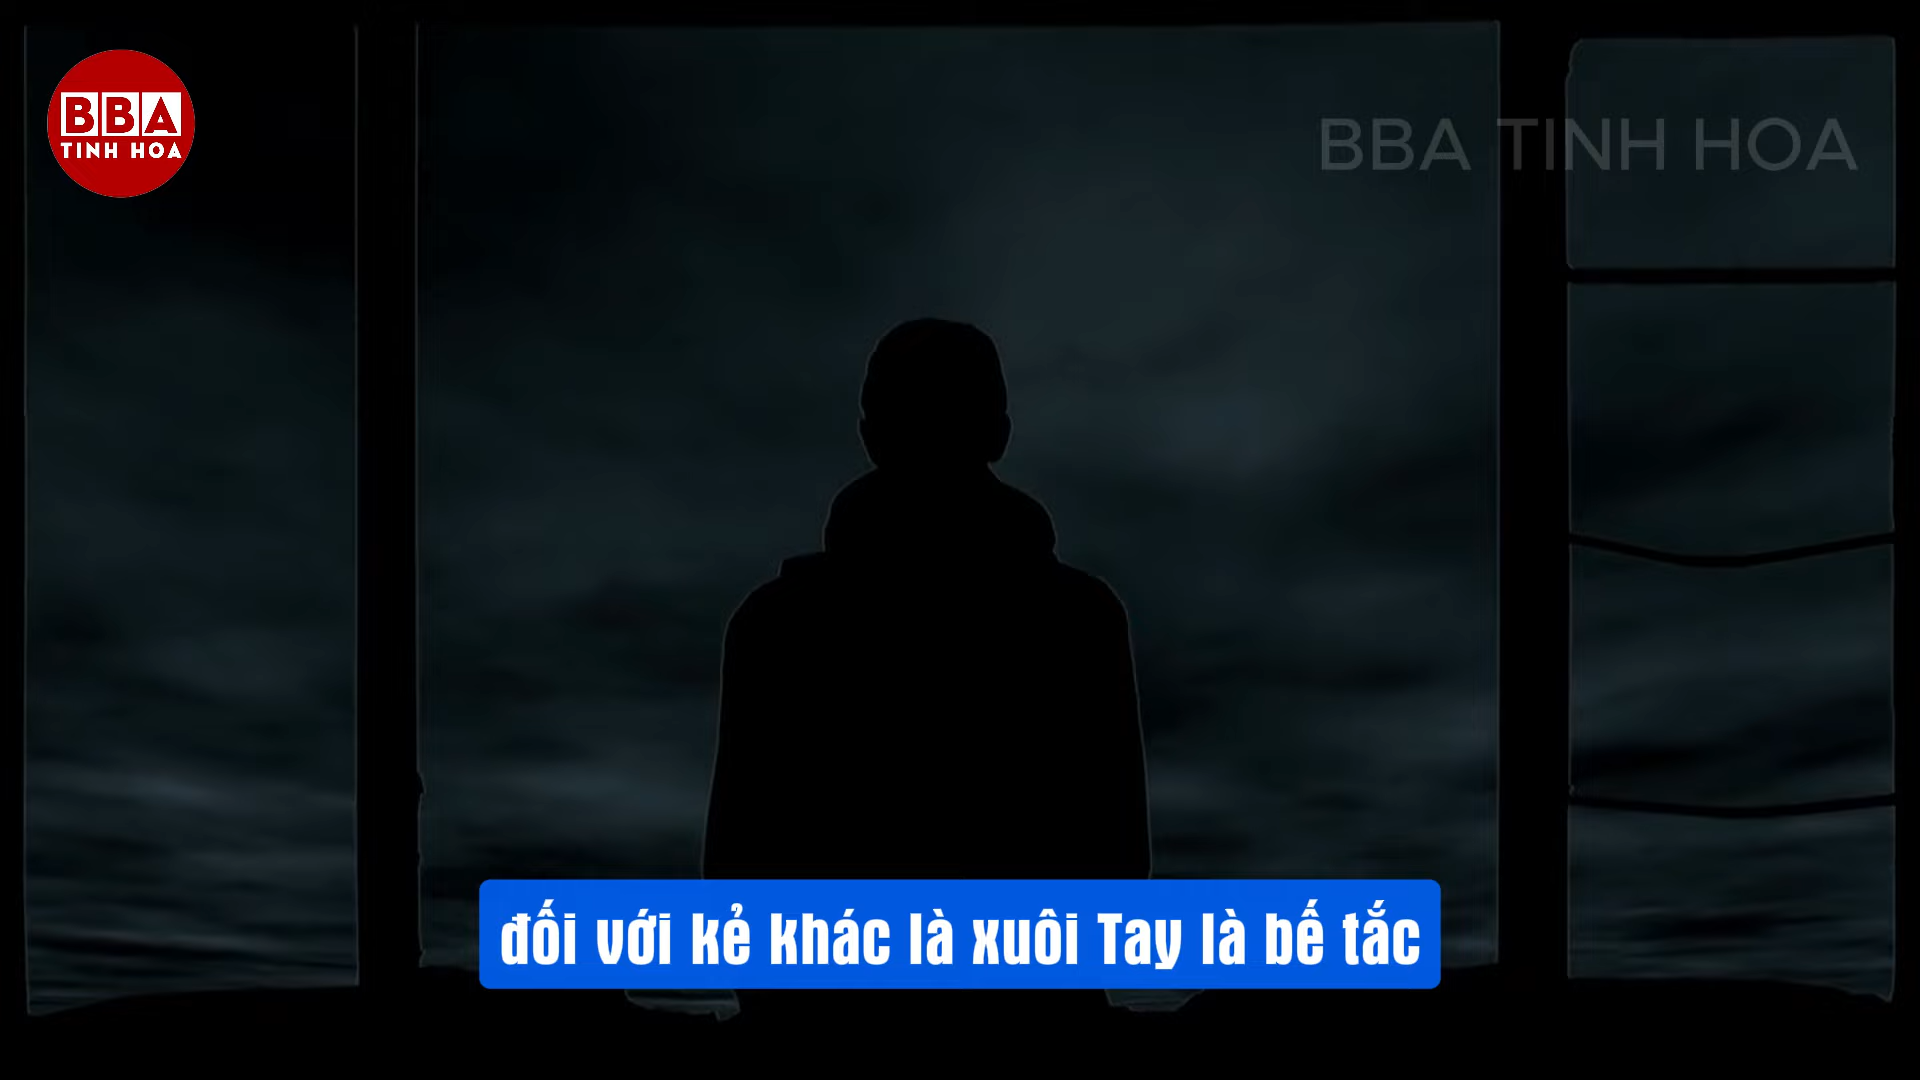 BBA
TINH HOA
BBA TINH HOA
đối với kẻ khác là xuôi Tay là bế tắc